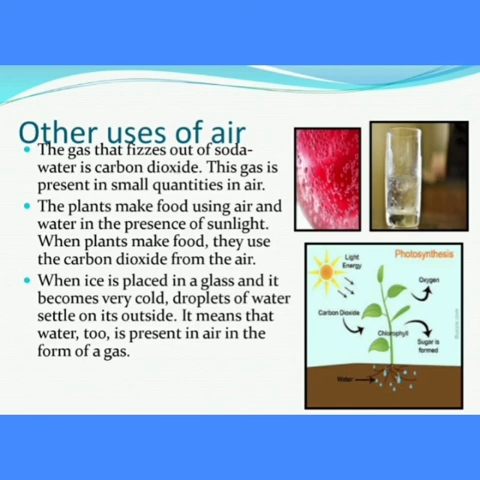 Other uses of air
• The gas that fizzes out of soda-
water is carbon dioxide. This gas is
present in small quantities in air.
• The plants make food using air and
water in the presence of sunlight.
When plants make food, they use
the carbon dioxide from the air.
• When ice is placed in a glass and it
becomes very cold, droplets of water
settle on its outside. It means that
water, too, is present in air in the
form of a gas.
Photosynthesis
Light
Energy
Oxygen
Carbon Dioxide
Chlorophyll
Sugar is
formed
Water